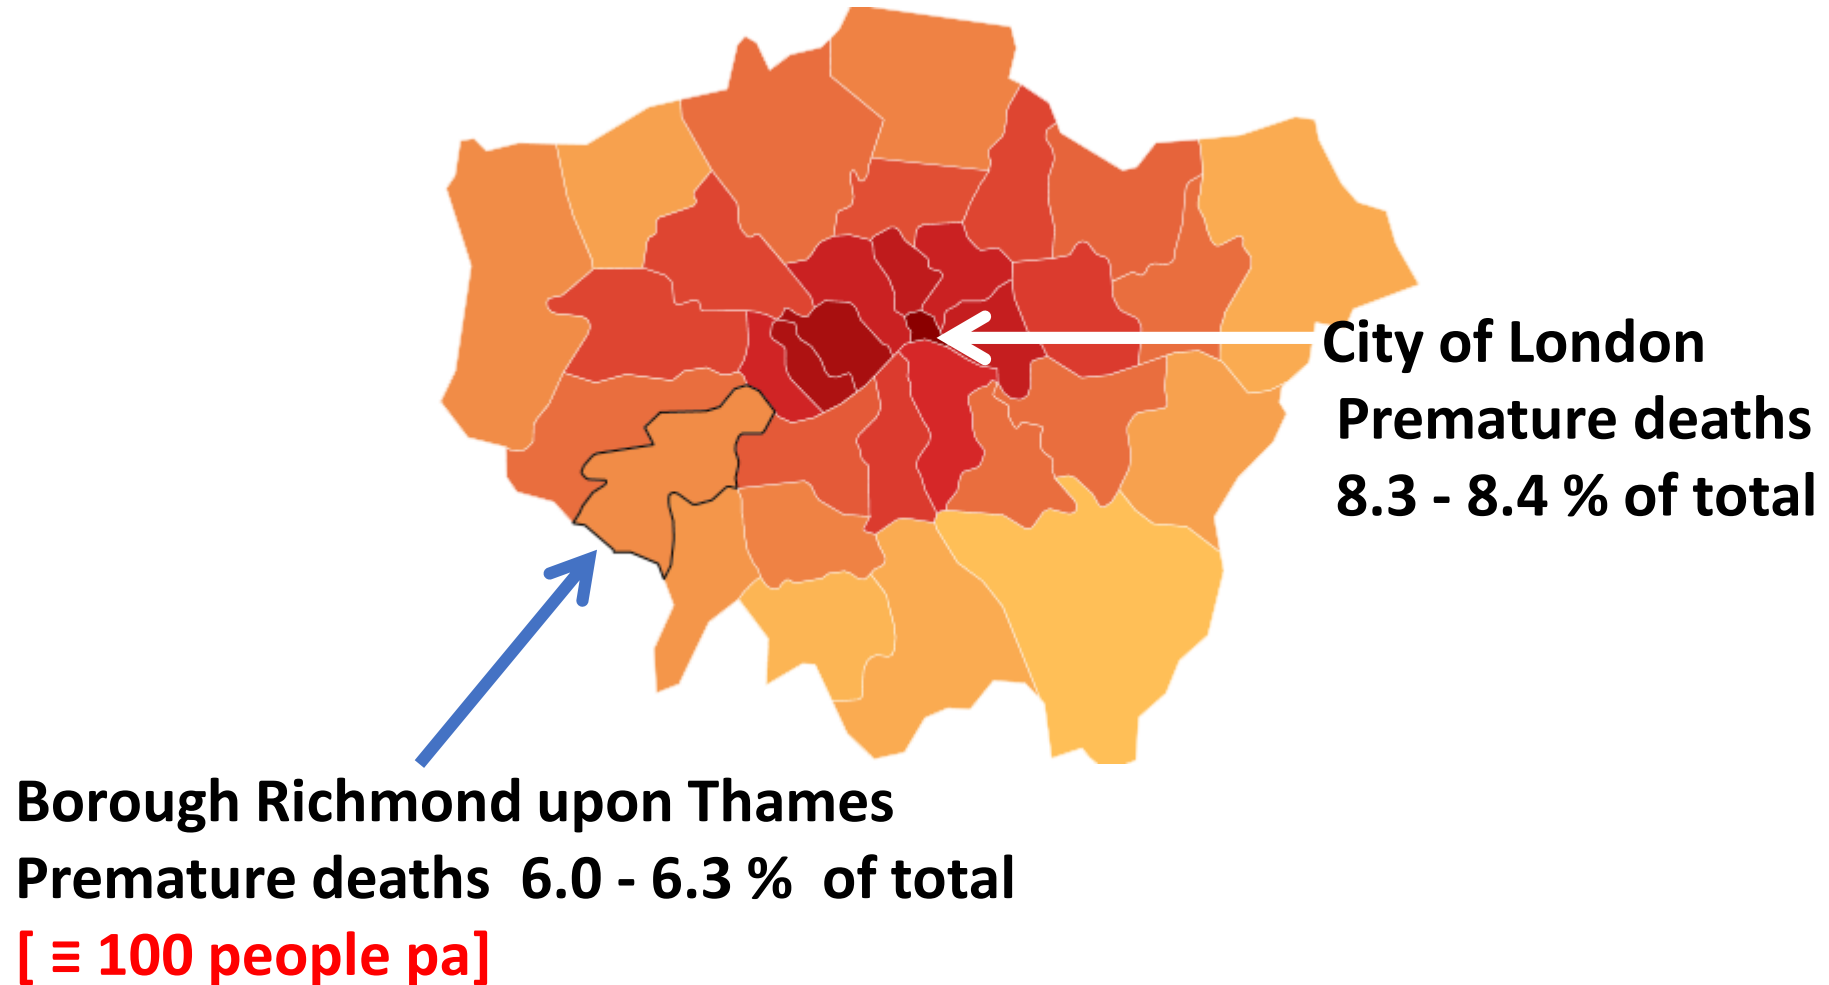 City of London
Premature deaths
8.3 - 8.4 % of total
Borough Richmond upon Thames
Premature deaths 6.0 - 6.3 % of total
[ ≡ 100 people pa]